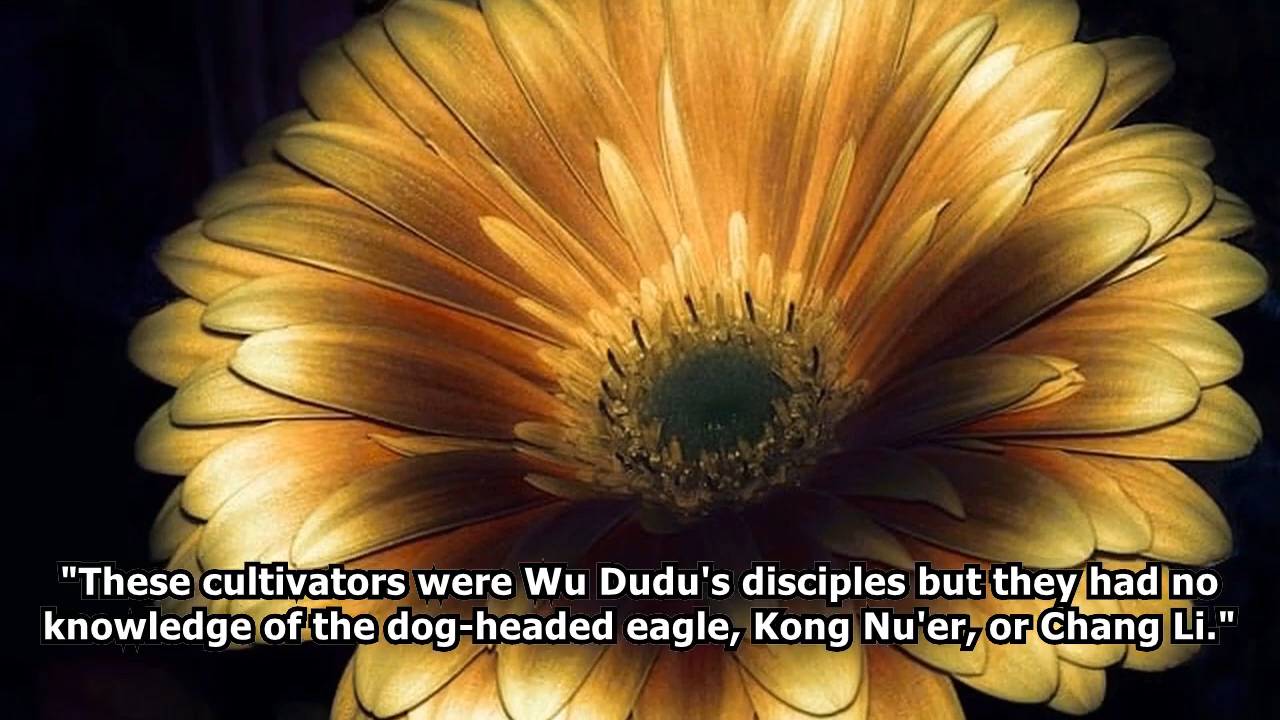 "These cultivators were Wu Dudu's disciples but they had no
knowledge of the dog-headed eagle, Kong Nu'er, or Chang Li."